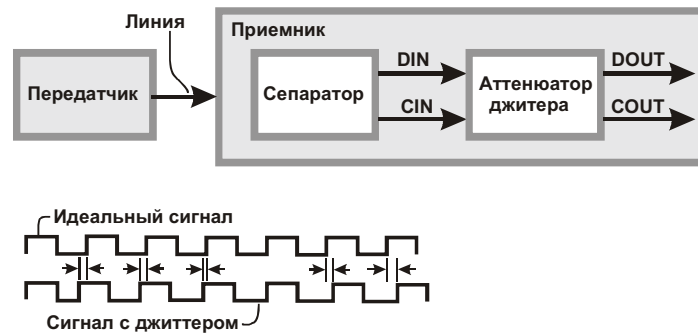 Линия
Приемник
Передатчик
Сепаратор
DIN
CIN
Аттенюатор
джитера
DOUT
COUT
Идеальный сигнал
Сигнал с джиттером